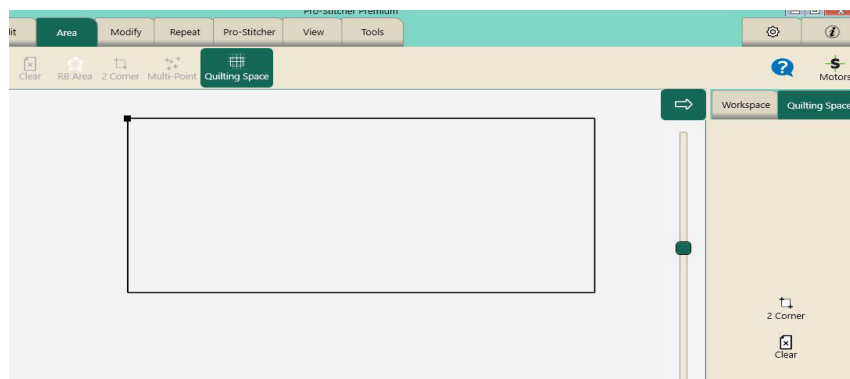 Pro-Stitcher Premium
dit Area Modify Repeat Pro-Stitcher View Tools
Clear R8 Area 2 Corner Multi-Point Quilting Space
Motors
Workspace Quilting Space
2 Corner
Clear